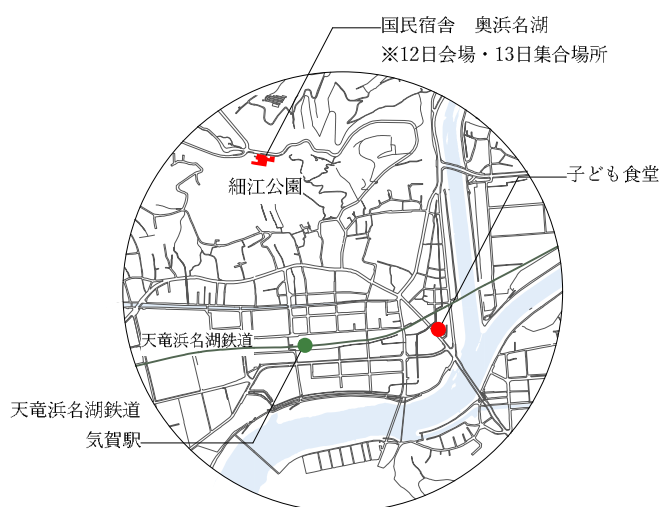 国民宿舎　奥浜名湖
※12日会場・13日集合場所
子ども食堂
細江公園
天竜浜名湖鉄道
天竜浜名湖鉄道
気賀駅